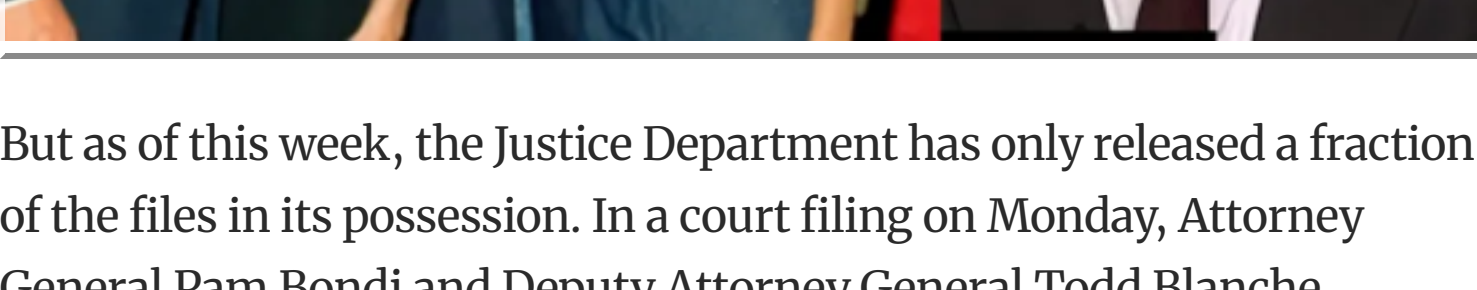 But as of this week, the Justice Department has only released a fraction
of the files in its possession. In a court filing on Monday, Attorney
General Pam Bondi and Deputy Attorney General Todd Blanche